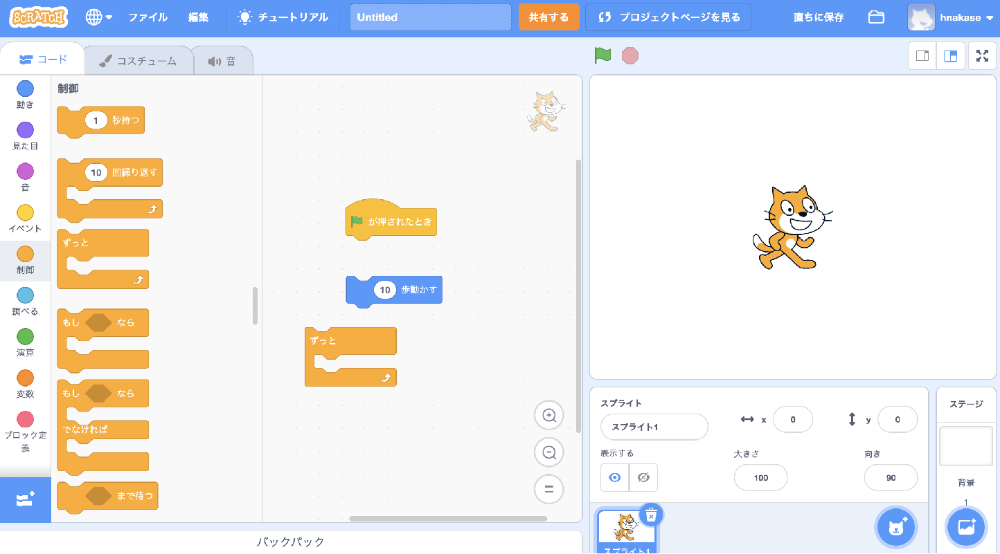 SCRATCH
ファイル
編集
チュートリアル
Untitled
共有する
プロジェクトページを見る
直ちに保存
hnakase
コード
コスチューム
音
動き
見た目
音
イベント
制御
調べる
演算
変数
ブロック定
義
制御
1 秒待つ
10 回繰り返す
ずっと
もし なら
もし なら
でなければ
まで待つ
が押されたとき
10 歩動かす
ずっと
バックパック
スプライト
スプライト1
x 0
y 0
表示する
大きさ
100
向き
90
スプライト1
ステージ
背景
1